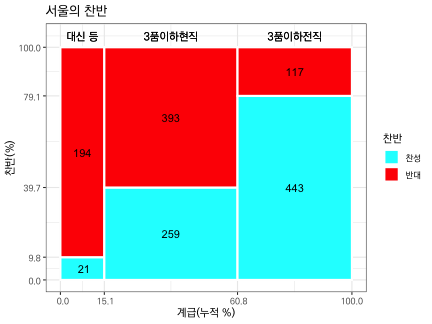 서울의 찬반
대신 등 3품이하현직 3품이하전직
100.0
79.1
39.7
9.8
0.0
찬반(%)
194
21
393
259
117
443
0.0 15.1 60.8 100.0
계급(누적 %)
찬반
찬성
반대